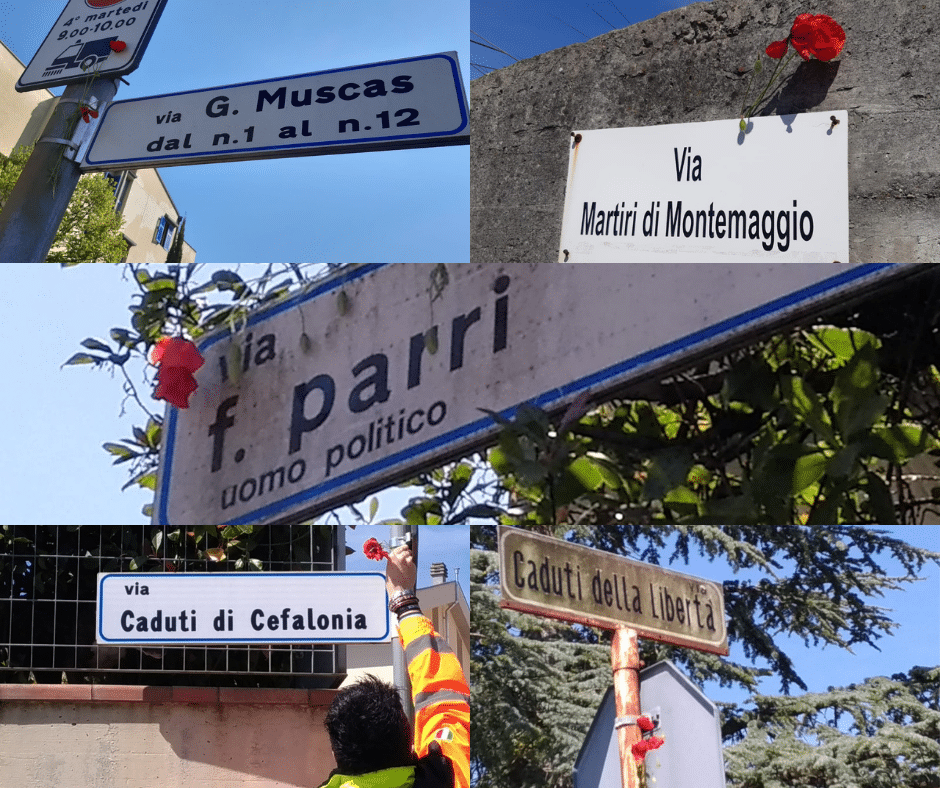 4° martedì
9.00-10.00
via G. Muscas
dal n.1 al n.12
Via
Martiri di Montemaggio
via
f. parri
uomo politico
via
Caduti di Cefalonia
via
Caduti della libertà